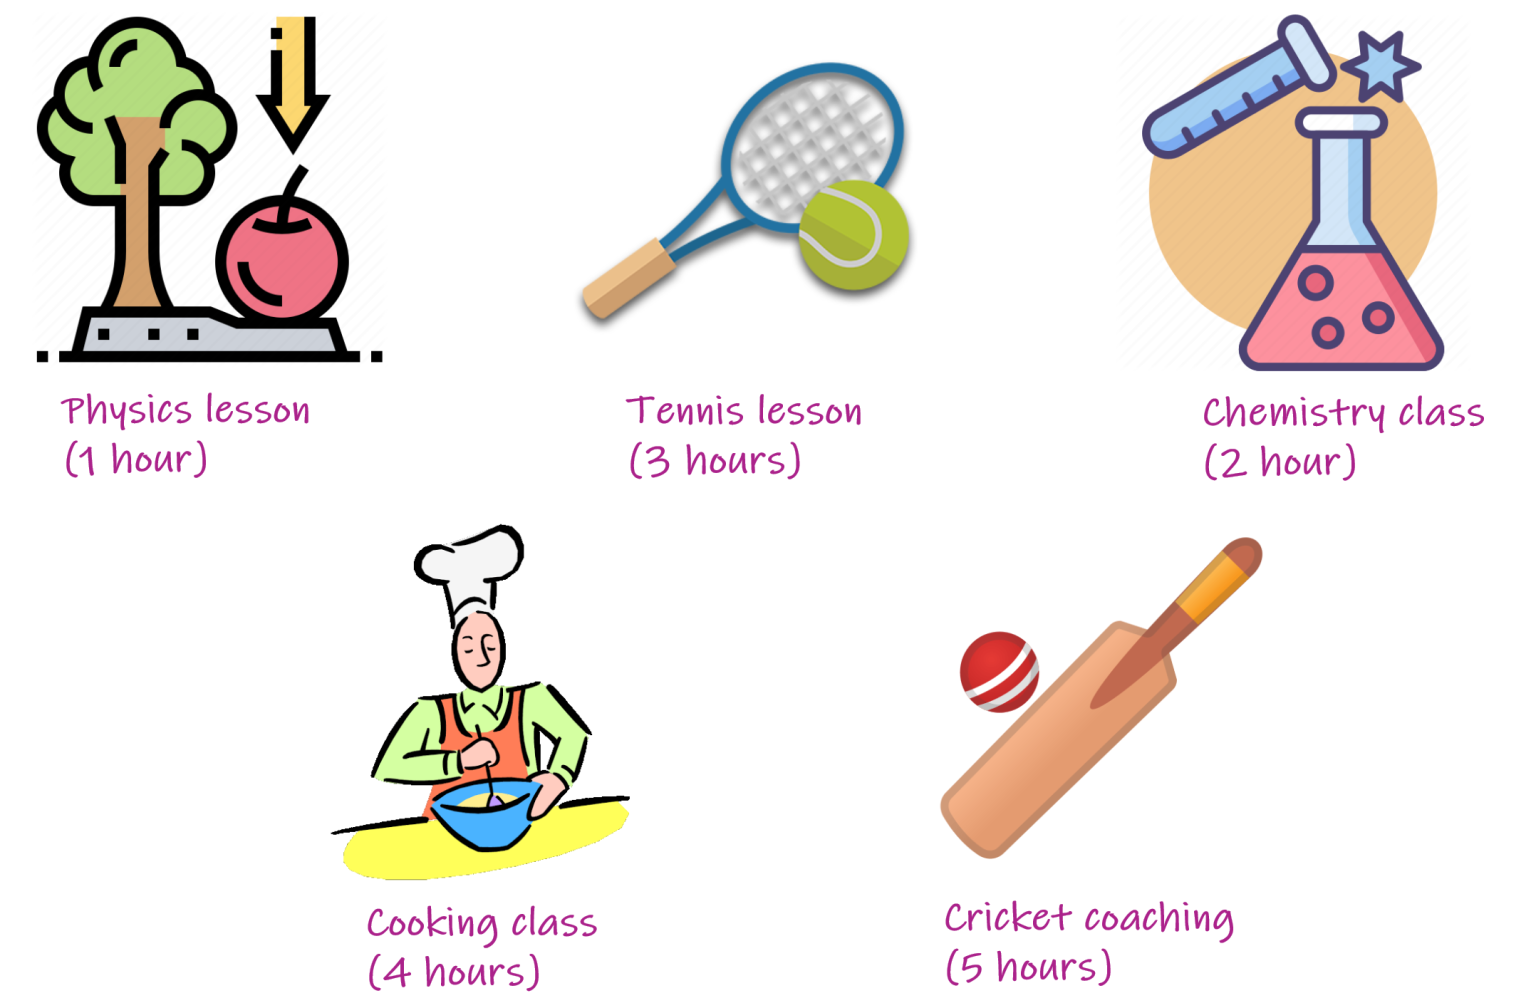 Physics lesson
(1 hour)
Tennis lesson
(3 hours)
Chemistry class
(2 hour)
Cooking class
(4 hours)
Cricket coaching
(5 hours)